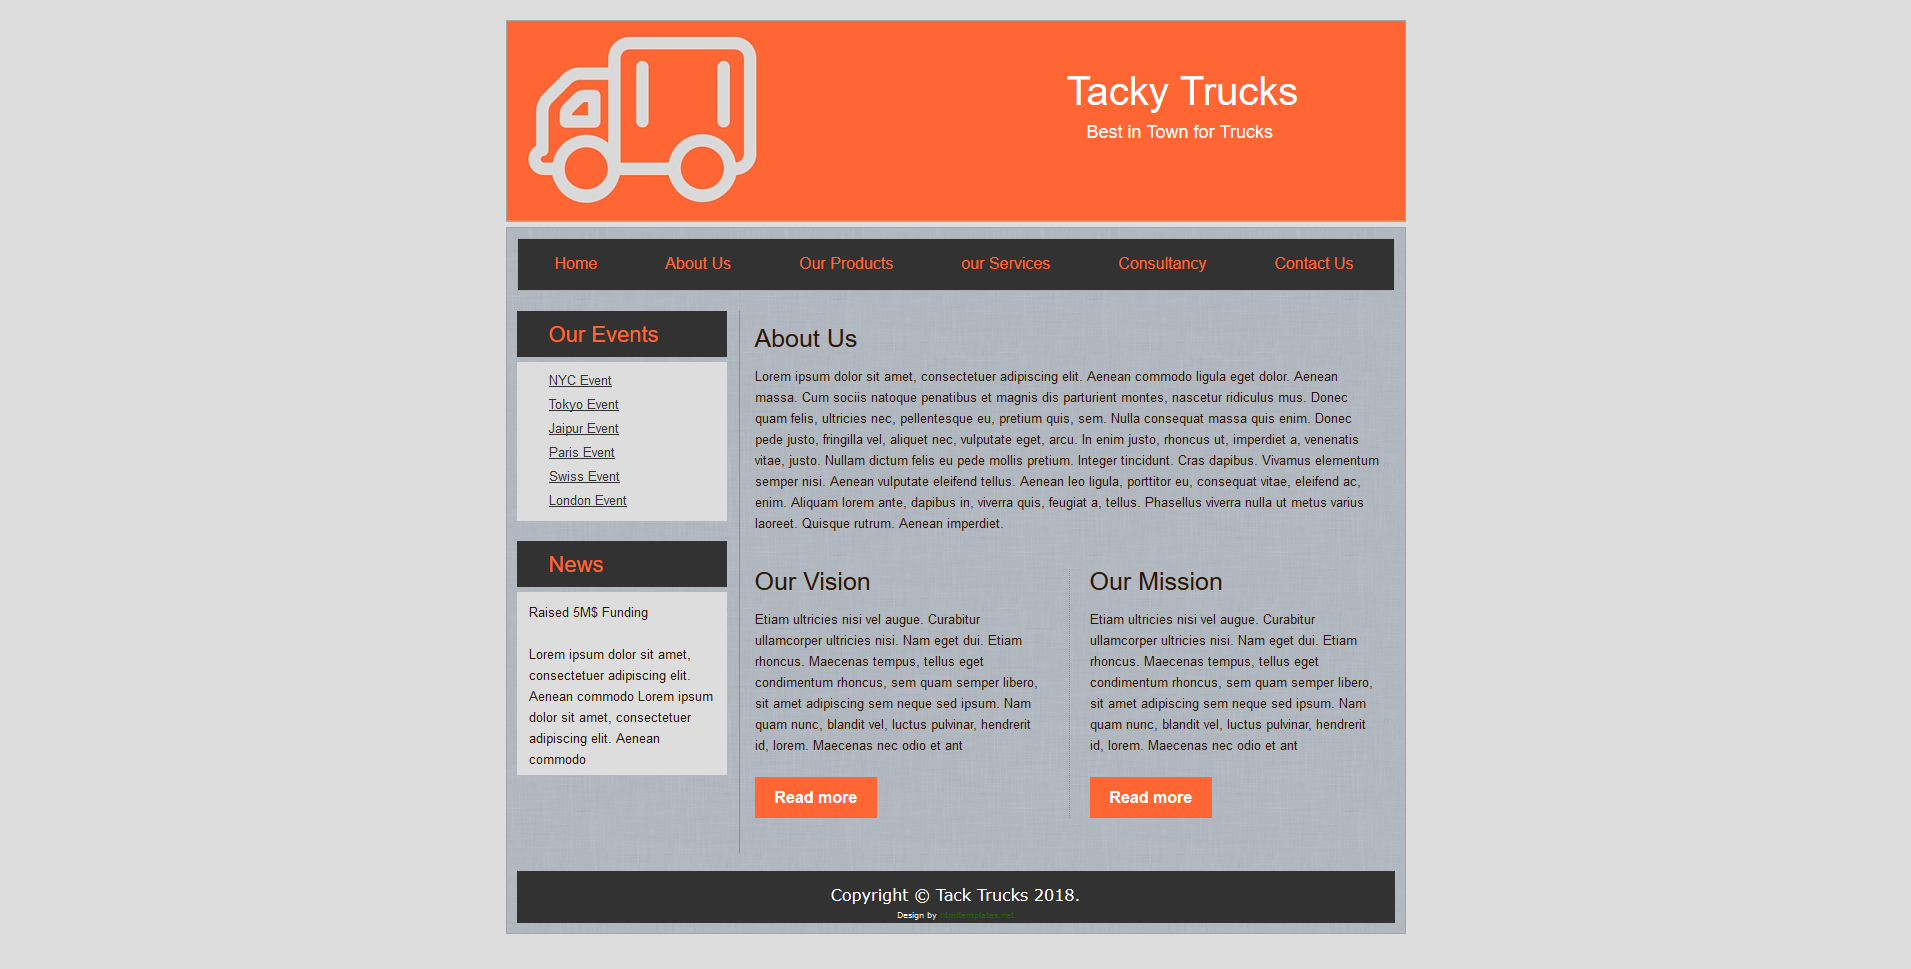 Tacky Trucks
Best in Town for Trucks
Home About Us Our Products our Services Consultancy Contact Us
Our Events
NYC Event
Tokyo Event
Jaipur Event
Paris Event
Swiss Event
London Event
News
Raised 5M$ Funding
Lorem ipsum dolor sit amet,
consectetuer adipiscing elit.
Aenean commodo Lorem ipsum
dolor sit amet, consectetuer
adipiscing elit. Aenean
commodo
About Us
Lorem ipsum dolor sit amet, consectetuer adipiscing elit. Aenean commodo ligula eget dolor. Aenean
massa. Cum sociis natoque penatibus et magnis dis parturient montes, nascetur ridiculus mus. Donec
quam felis, ultricies nec, pellentesque eu, pretium quis, sem. Nulla consequat massa quis enim. Donec
pede justo, fringilla vel, aliquet nec, vulputate eget, arcu. In enim justo, rhoncus ut, imperdiet a, venenatis
vitae, justo. Nullam dictum felis eu pede mollis pretium. Integer tincidunt. Cras dapibus. Vivamus elementum
semper nisi. Aenean vulputate eleifend tellus. Aenean leo ligula, porttitor eu, consequat vitae, eleifend ac,
enim. Aliquam lorem ante, dapibus in, viverra quis, feugiat a, tellus. Phasellus viverra nulla ut metus varius
laoreet. Quisque rutrum. Aenean imperdiet.
Our Vision
Etiam ultricies nisi vel augue. Curabitur
ullamcorper ultricies nisi. Nam eget dui. Etiam
rhoncus. Maecenas tempus, tellus eget
condimentum rhoncus, sem quam semper libero,
sit amet adipiscing sem neque sed ipsum. Nam
quam nunc, blandit vel, luctus pulvinar, hendrerit
id, lorem. Maecenas nec odio et ant
Read more
Our Mission
Etiam ultricies nisi vel augue. Curabitur
ullamcorper ultricies nisi. Nam eget dui. Etiam
rhoncus. Maecenas tempus, tellus eget
condimentum rhoncus, sem quam semper libero,
sit amet adipiscing sem neque sed ipsum. Nam
quam nunc, blandit vel, luctus pulvinar, hendrerit
id, lorem. Maecenas nec odio et ant
Read more
Copyright © Tack Trucks 2018.
Design by